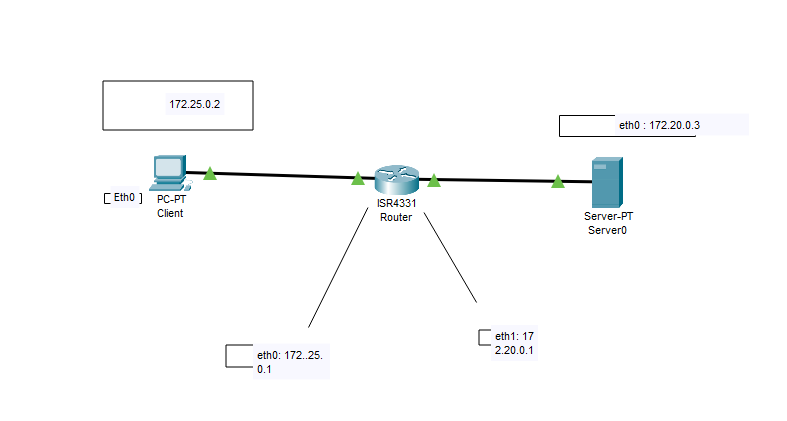 172.25.0.2
eth0 : 172.20.0.3
Eth0
PC-PT
Client
ISR4331
Router
Server-PT
Server0
eth0: 172..25.
0.1
eth1: 17
2.20.0.1